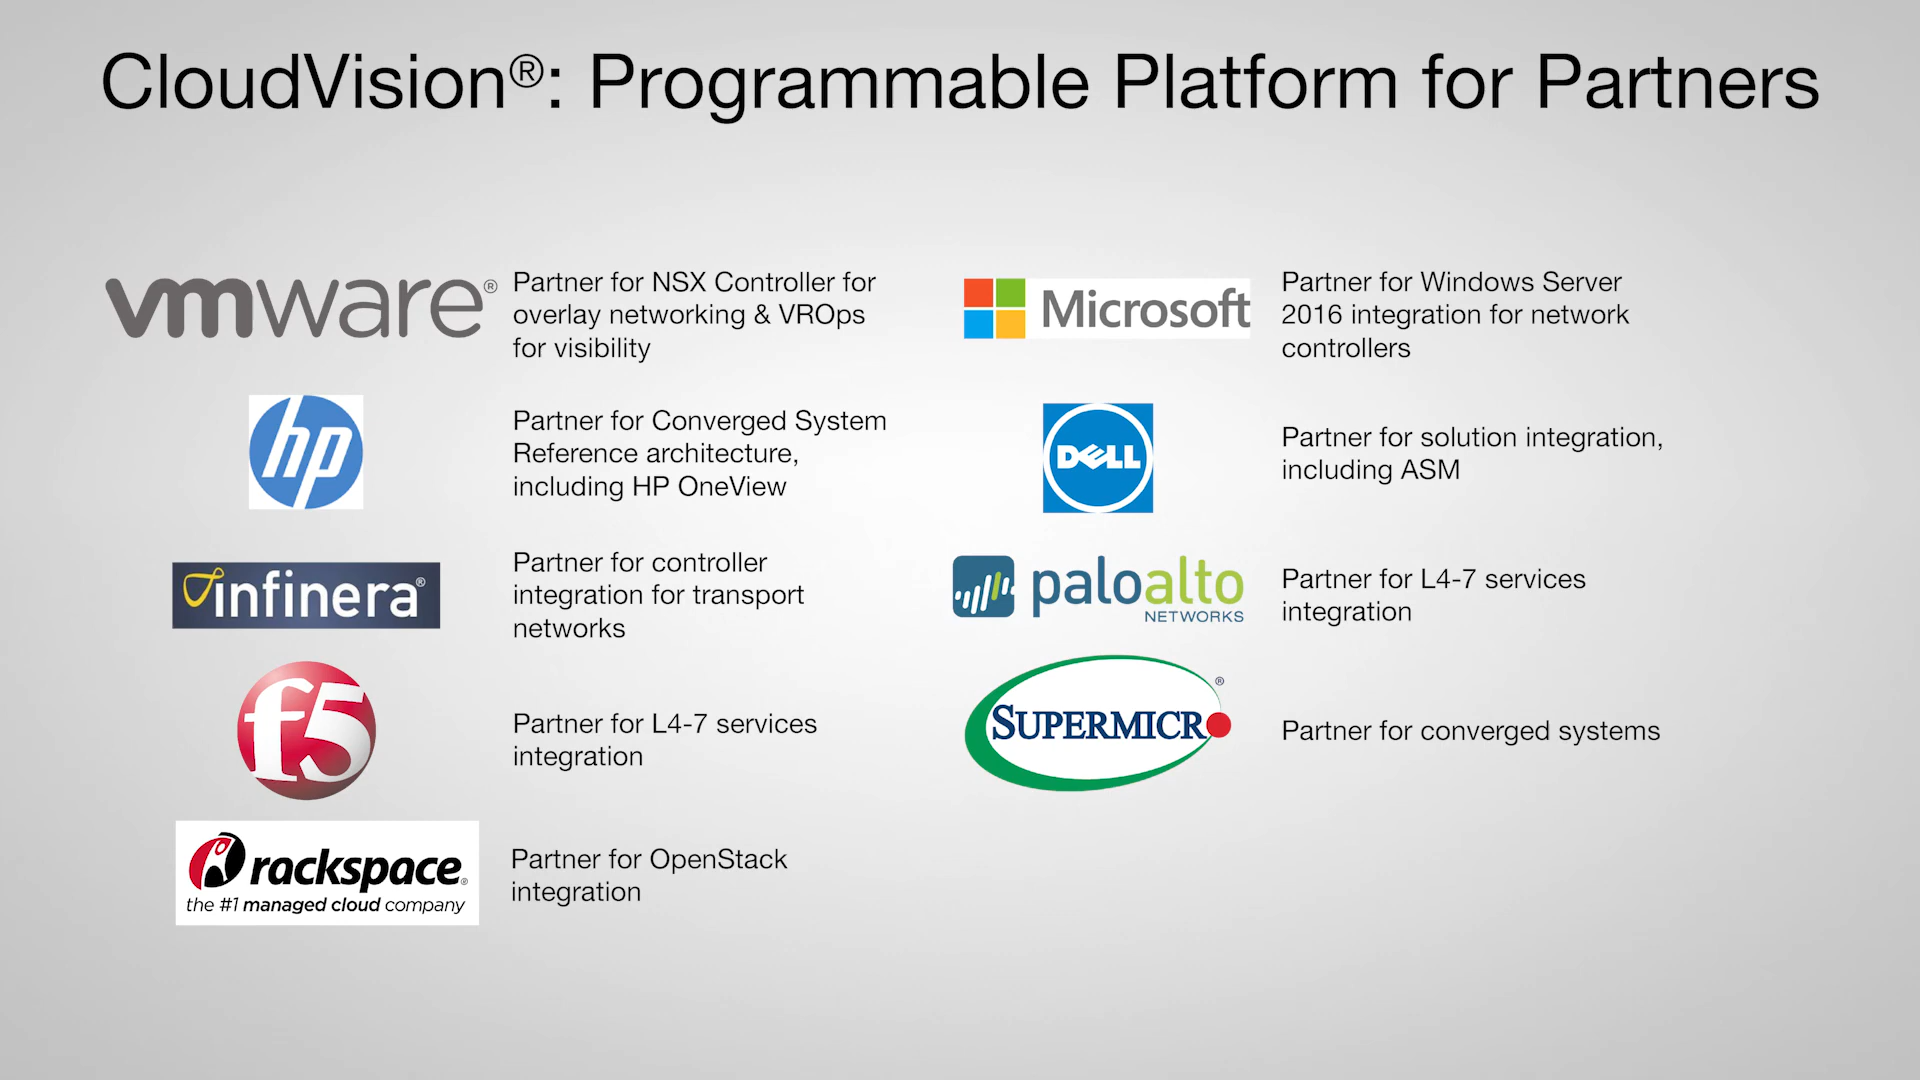 CloudVision®: Programmable Platform for Partners
vmware®
Partner for NSX Controller for
overlay networking & VROps
for visibility
Microsoft
Partner for Windows Server
2016 integration for network
controllers
hp
Partner for Converged System
Reference architecture,
including HP OneView
DELL
Partner for solution integration,
including ASM
infinera®
Partner for controller
integration for transport
networks
paloalto
NETWORKS
Partner for L4-7 services
integration
f5
Partner for L4-7 services
integration
SUPERMICRO®
Partner for converged systems
rackspace®
the #1 managed cloud company
Partner for OpenStack
integration